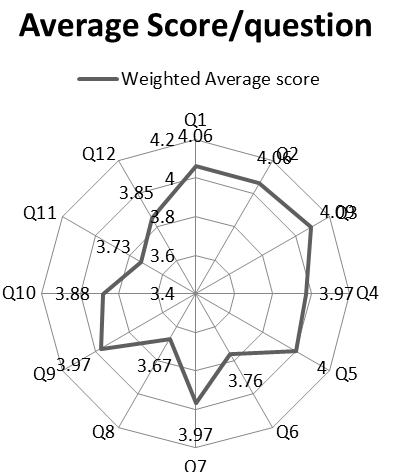 Average Score/question
Weighted Average score
Q1
4.2 4.06
Q12 4.06 Q2
4
3.85
Q11 3.8 4.09 Q3
3.73
3.6
Q10 3.88 3.4 3.97 Q4
Q9 3.97 3.67 3.76 4 Q5
Q8 3.97 Q6
Q7